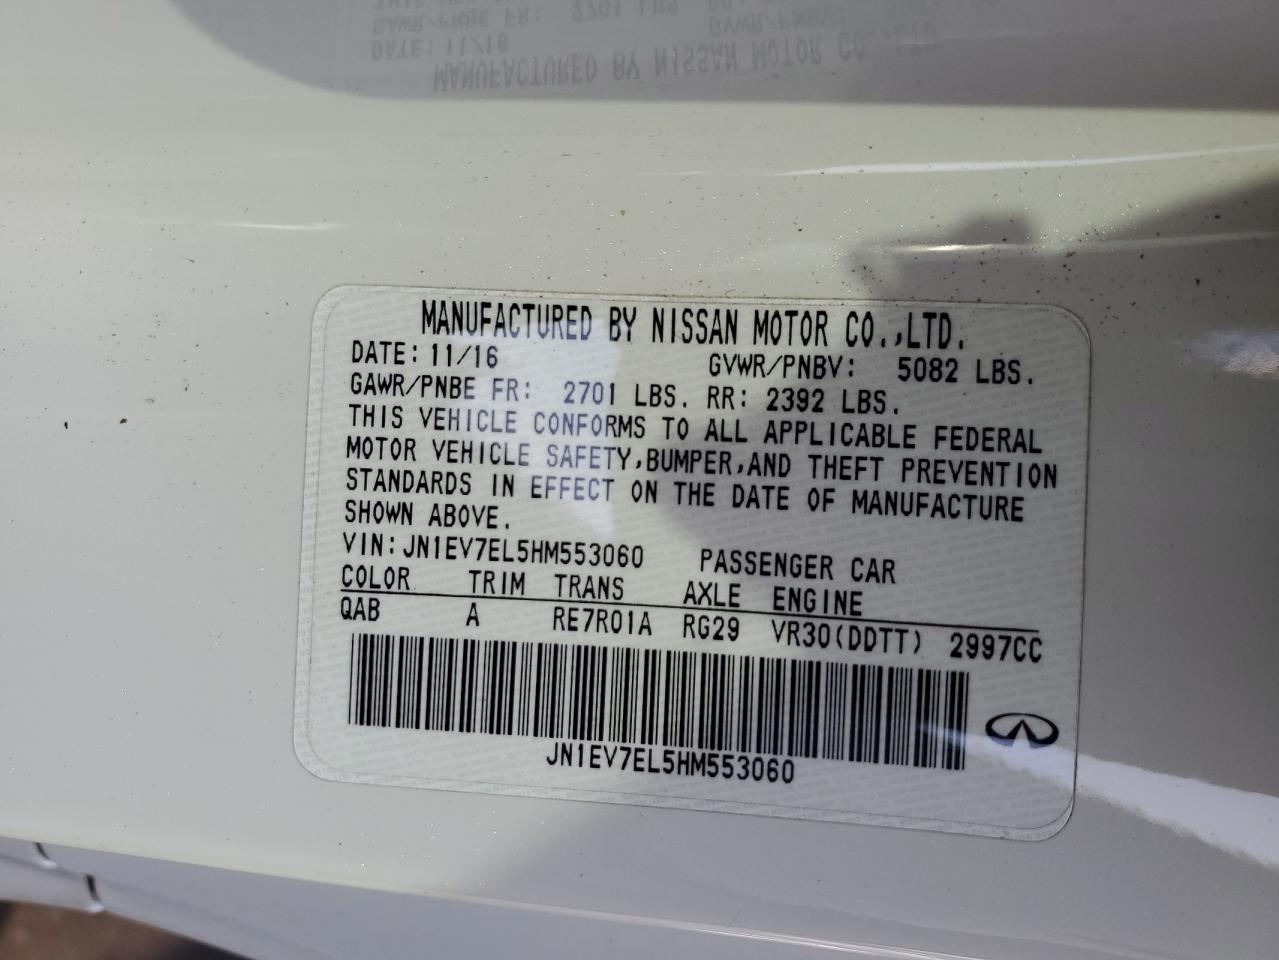 MANUFACTURED BY NISSAN MOTOR CO.,LTD.
DATE: 11/16 GVWR/PNBV: 5082 LBS.
GAWR/PNBE FR: 2701 LBS. RR: 2392 LBS.
THIS VEHICLE CONFORMS TO ALL APPLICABLE FEDERAL
MOTOR VEHICLE SAFETY,BUMPER,AND THEFT PREVENTION
STANDARDS IN EFFECT ON THE DATE OF MANUFACTURE
SHOWN ABOVE.
VIN:JN1EV7EL5HM553060 PASSENGER CAR
COLOR TRIM TRANS AXLE ENGINE
QAB A RE7R01A RG29 VR30(DDTT) 2997CC
JN1EV7EL5HM553060